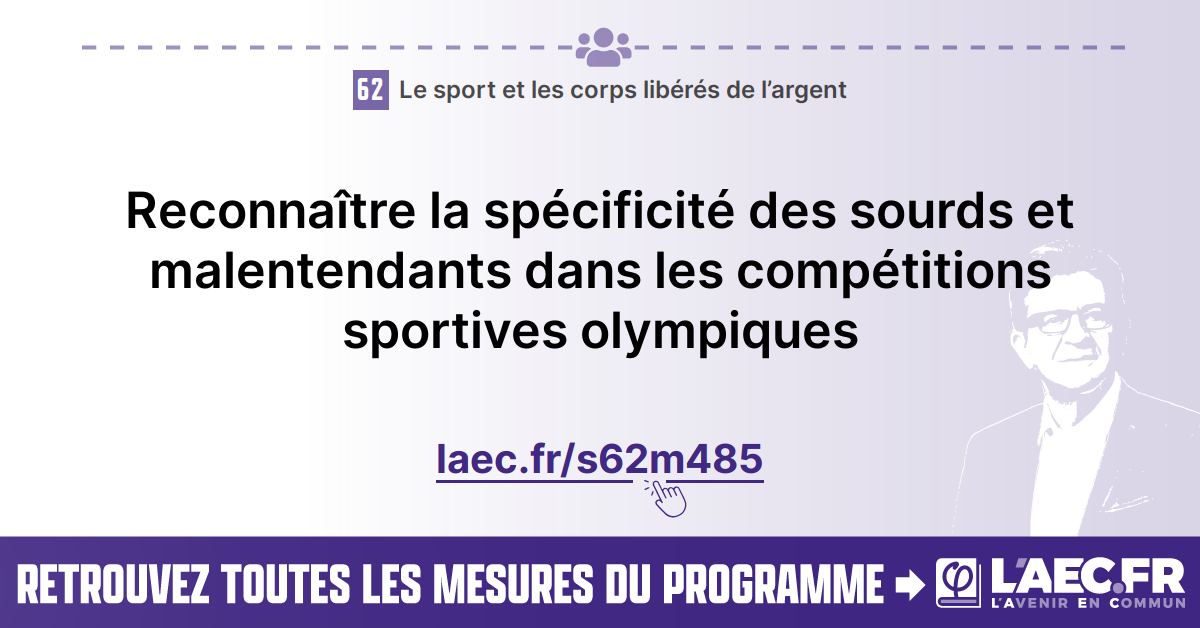 62 Le sport et les corps libérés de l’argent
Reconnaître la spécificité des sourds et
malentendants dans les compétitions
sportives olympiques
laec.fr/s62m485
RETROUVEZ TOUTES LES MESURES DU PROGRAMME
L'AEC.FR
L'AVENIR EN COMMUN